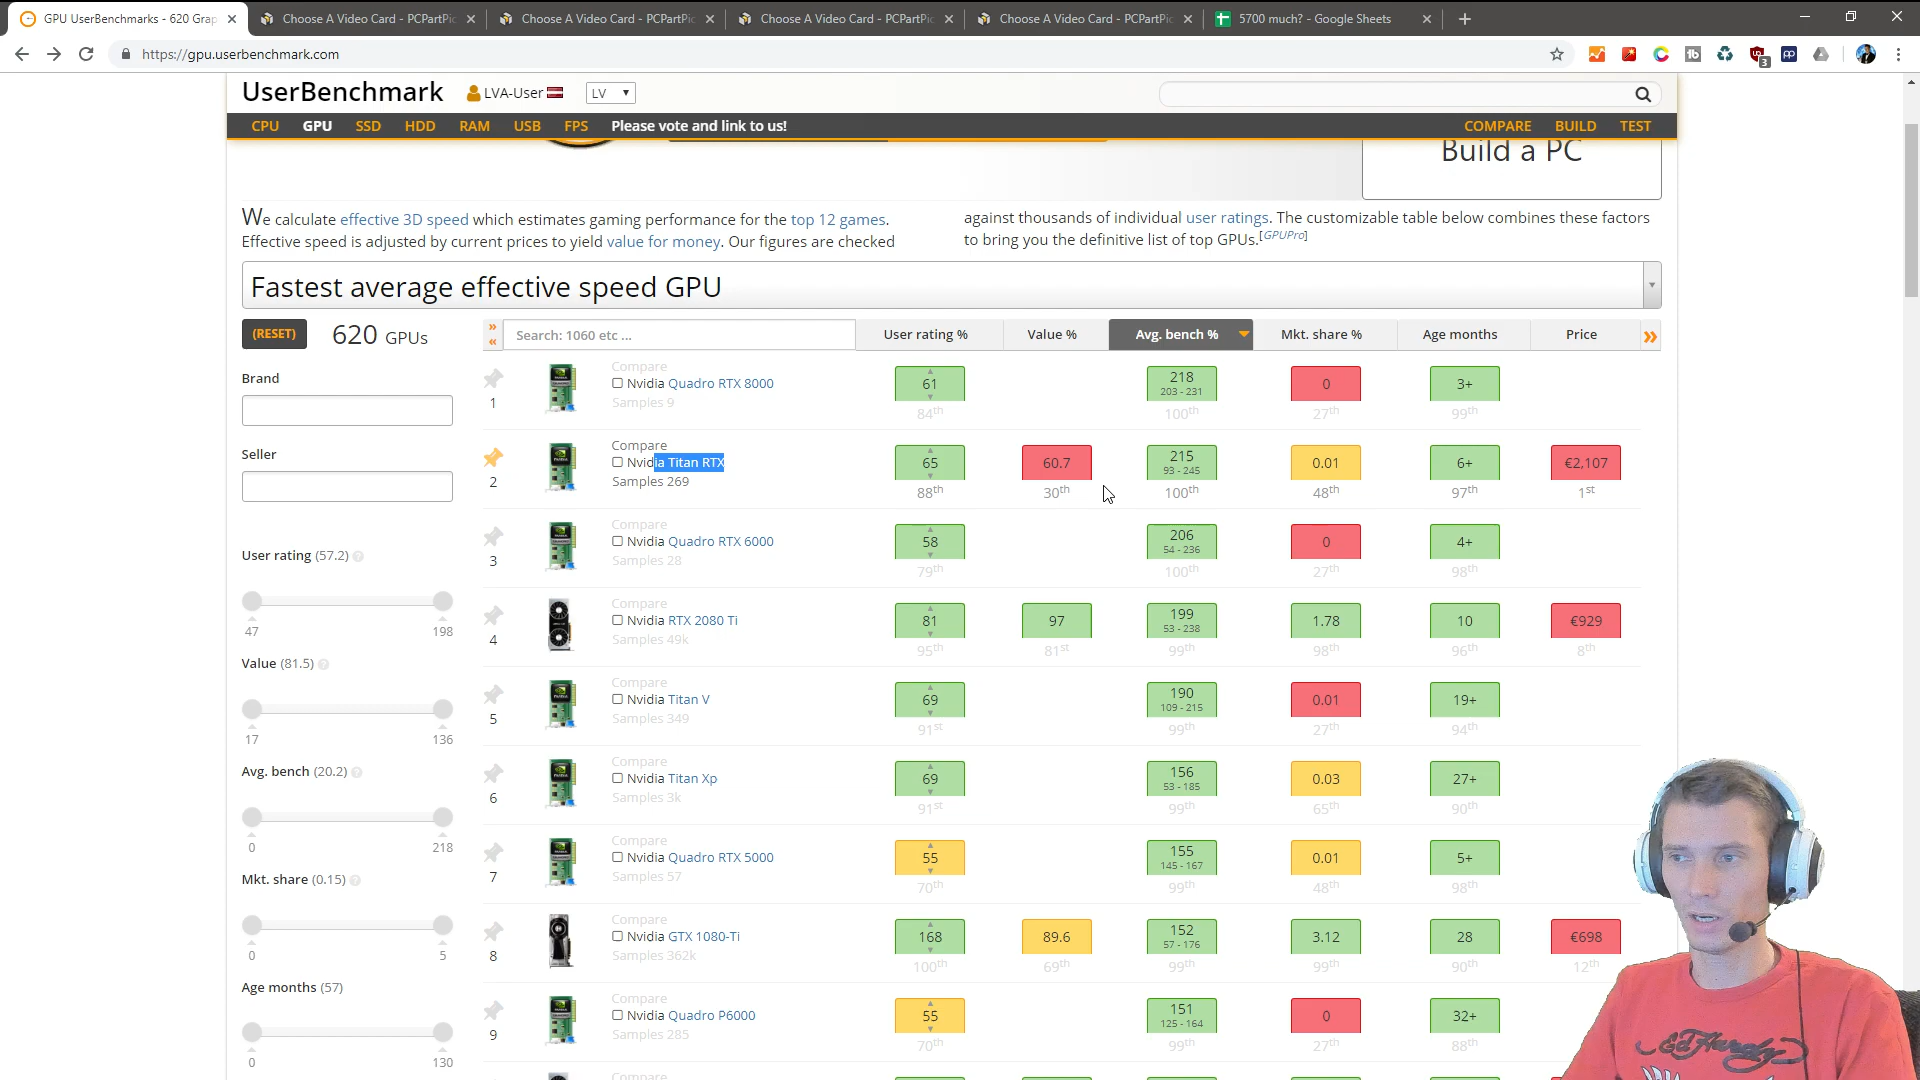 GPU UserBenchmarks - 620 Grap
Choose A Video Card - PCPartPic
Choose A Video Card - PCPartPic
Choose A Video Card - PCPartPic
Choose A Video Card - PCPartPic
5700 much? - Google Sheets
https://gpu.userbenchmark.com
3
UserBenchmark
LVA-User
LV
CPU GPU SSD HDD RAM USB FPS Please vote and link to us! COMPARE BUILD TEST
Build a PC
We calculate effective 3D speed which estimates gaming performance for the top 12 games.
Effective speed is adjusted by current prices to yield value for money. Our figures are checked
against thousands of individual user ratings. The customizable table below combines these factors
to bring you the definitive list of top GPUs.[GPUPro]
Fastest average effective speed GPU
(RESET) 620 GPUs
Search: 1060 etc ...
User rating % Value % Avg. bench % Mkt. share % Age months Price
Brand
Seller
User rating (57.2)
47 198
Value (81.5)
17 136
Avg. bench (20.2)
0 218
Mkt. share (0.15)
0 5
Age months (57)
0 130
Compare
1 Nvidia Quadro RTX 8000 61 218 0 3+
203 - 231
Samples 9 84th 100th 27th 99th
Compare
2 Nvidia Titan RTX 65 60.7 215 0.01 6+ €2,107
93 - 245
Samples 269 88th 30th 100th 48th 97th 1st
Compare
3 Nvidia Quadro RTX 6000 58 206 0 4+
54 - 236
Samples 28 79th 100th 27th 98th
Compare
4 Nvidia RTX 2080 Ti 81 97 199 1.78 10 €929
53 - 238
Samples 49k 95th 81st 99th 98th 96th 8th
Compare
5 Nvidia Titan V 69 190 0.01 19+
109 - 215
Samples 349 91st 99th 27th 94th
Compare
6 Nvidia Titan Xp 69 156 0.03 27+
53 - 185
Samples 3k 91st 99th 65th 90th
Compare
7 Nvidia Quadro RTX 5000 55 155 0.01 5+
145 - 167
Samples 57 70th 99th 48th 98th
Compare
8 Nvidia GTX 1080-Ti 168 89.6 152 3.12 28 €698
57 - 176
Samples 362k 100th 69th 99th 99th 90th 12th
Compare
9 Nvidia Quadro P6000 55 151 0 32+
125 - 164
Samples 285 70th 99th 27th 88th
Compare
Ed Hardy